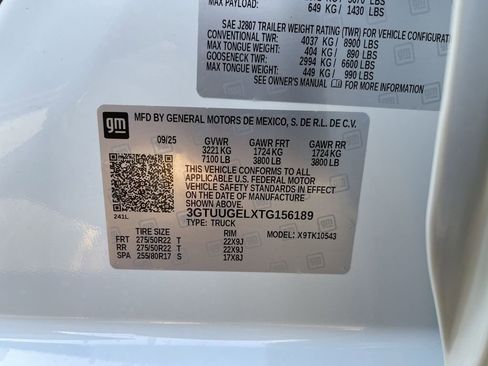 MAX PAYLOAD:
649 KG / 1430 LBS
SAE J2807 TRAILER WEIGHT RATING (TWR) FOR VEHICLE CONFIGURA
CONVENTIONAL TWR: 4037 KG / 8900 LBS
MAX TONGUE WEIGHT: 404 KG / 890 LBS
GOOSENECK TWR: 2994 KG / 6600 LBS
MAX TONGUE WEIGHT: 449 KG / 990 LBS
SEE OWNER'S MANUAL FOR MORE INFORMATION
gm
MFD BY GENERAL MOTORS DE MEXICO, S. DE R.L. DE C.V.
09/25 GVWR GAWR FRT GAWR RR
3221 KG 1724 KG 1724 KG
7100 LB 3800 LB 3800 LB
THIS VEHICLE CONFORMS TO ALL
APPLICABLE U.S. FEDERAL MOTOR
VEHICLE SAFETY STANDARDS IN EFFECT
ON THE DATE OF MANUFACTURE
SHOWN ABOVE.
3GTUUGELXTG156189
241L
TYPE: TRUCK
TIRE SIZE RIM MODEL: X9TK10543
FRT 275/50R22 T 22X9J
RR 275/50R22 T 22X9J
SPA 255/80R17 S 17X8J